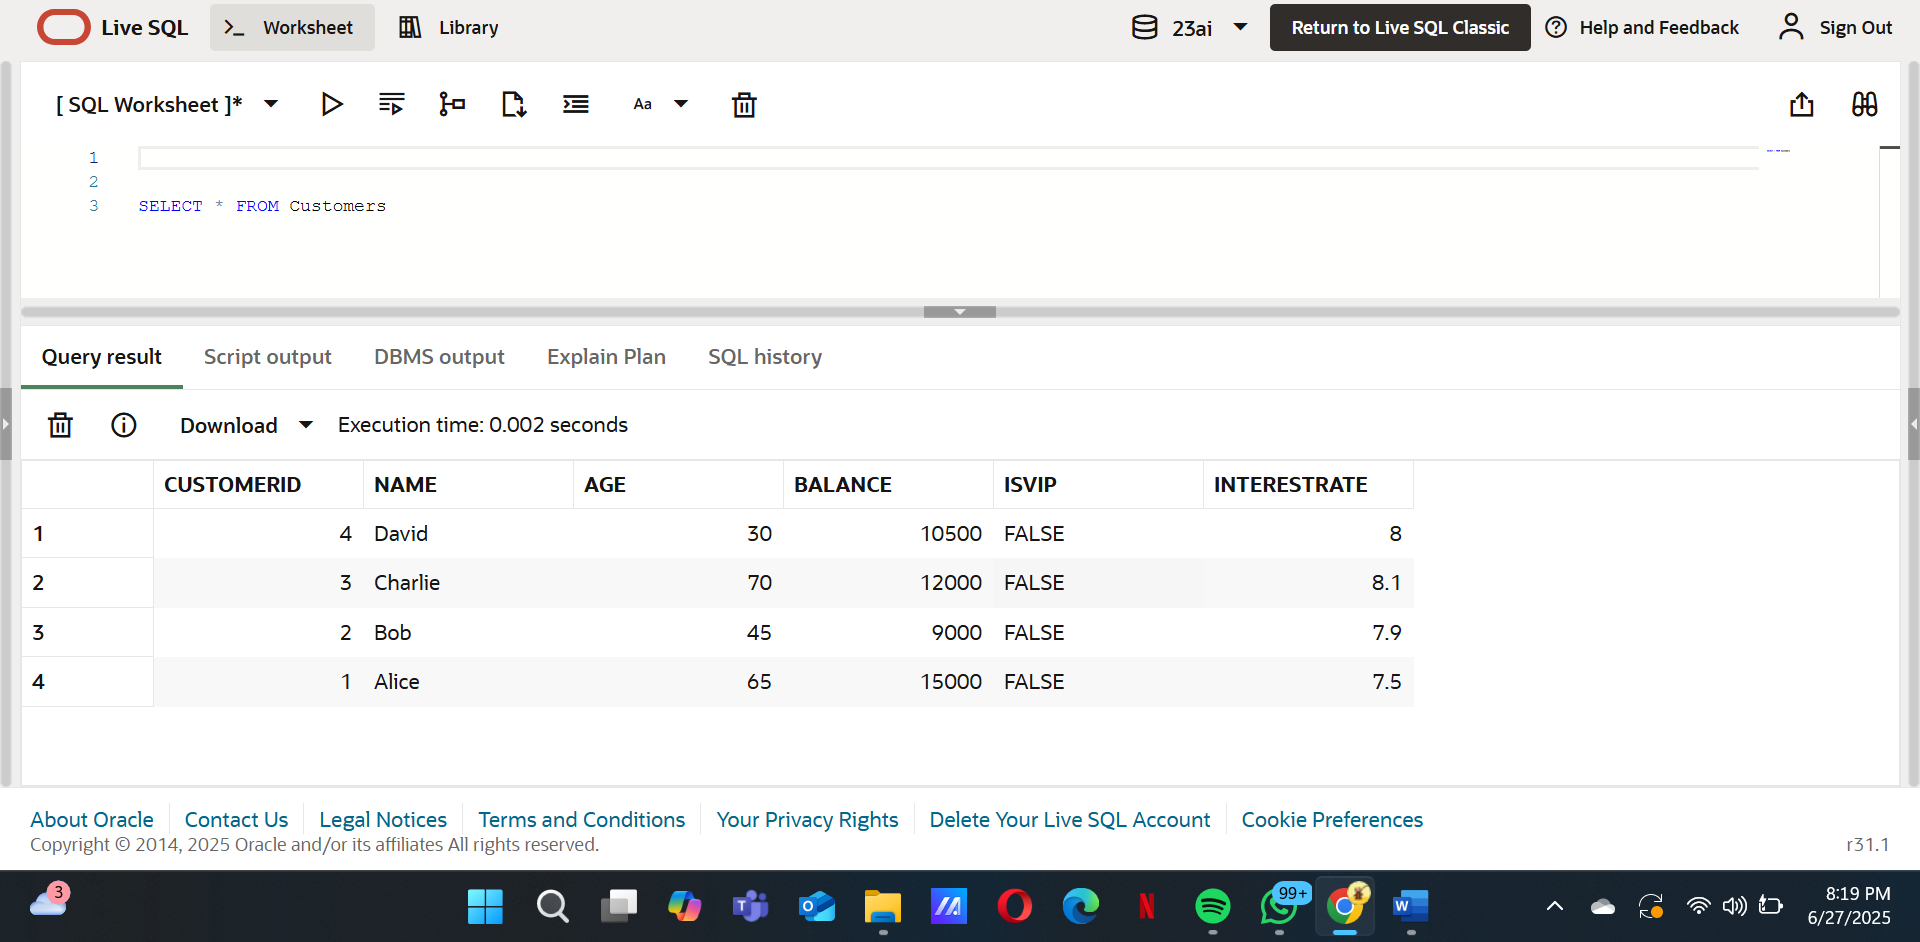 Live SQL >_ Worksheet Library 23ai Return to Live SQL Classic Help and Feedback Sign Out
[ SQL Worksheet ]* Aa
1
2
3 SELECT * FROM Customers
Query result Script output DBMS output Explain Plan SQL history
Download Execution time: 0.002 seconds
CUSTOMERID NAME AGE BALANCE ISVIP INTERESTRATE
1 4 David 30 10500 FALSE 8
2 3 Charlie 70 12000 FALSE 8.1
3 2 Bob 45 9000 FALSE 7.9
4 1 Alice 65 15000 FALSE 7.5
About Oracle Contact Us Legal Notices Terms and Conditions Your Privacy Rights Delete Your Live SQL Account Cookie Preferences
Copyright © 2014, 2025 Oracle and/or its affiliates All rights reserved. r31.1
3 99+ 8:19 PM
6/27/2025